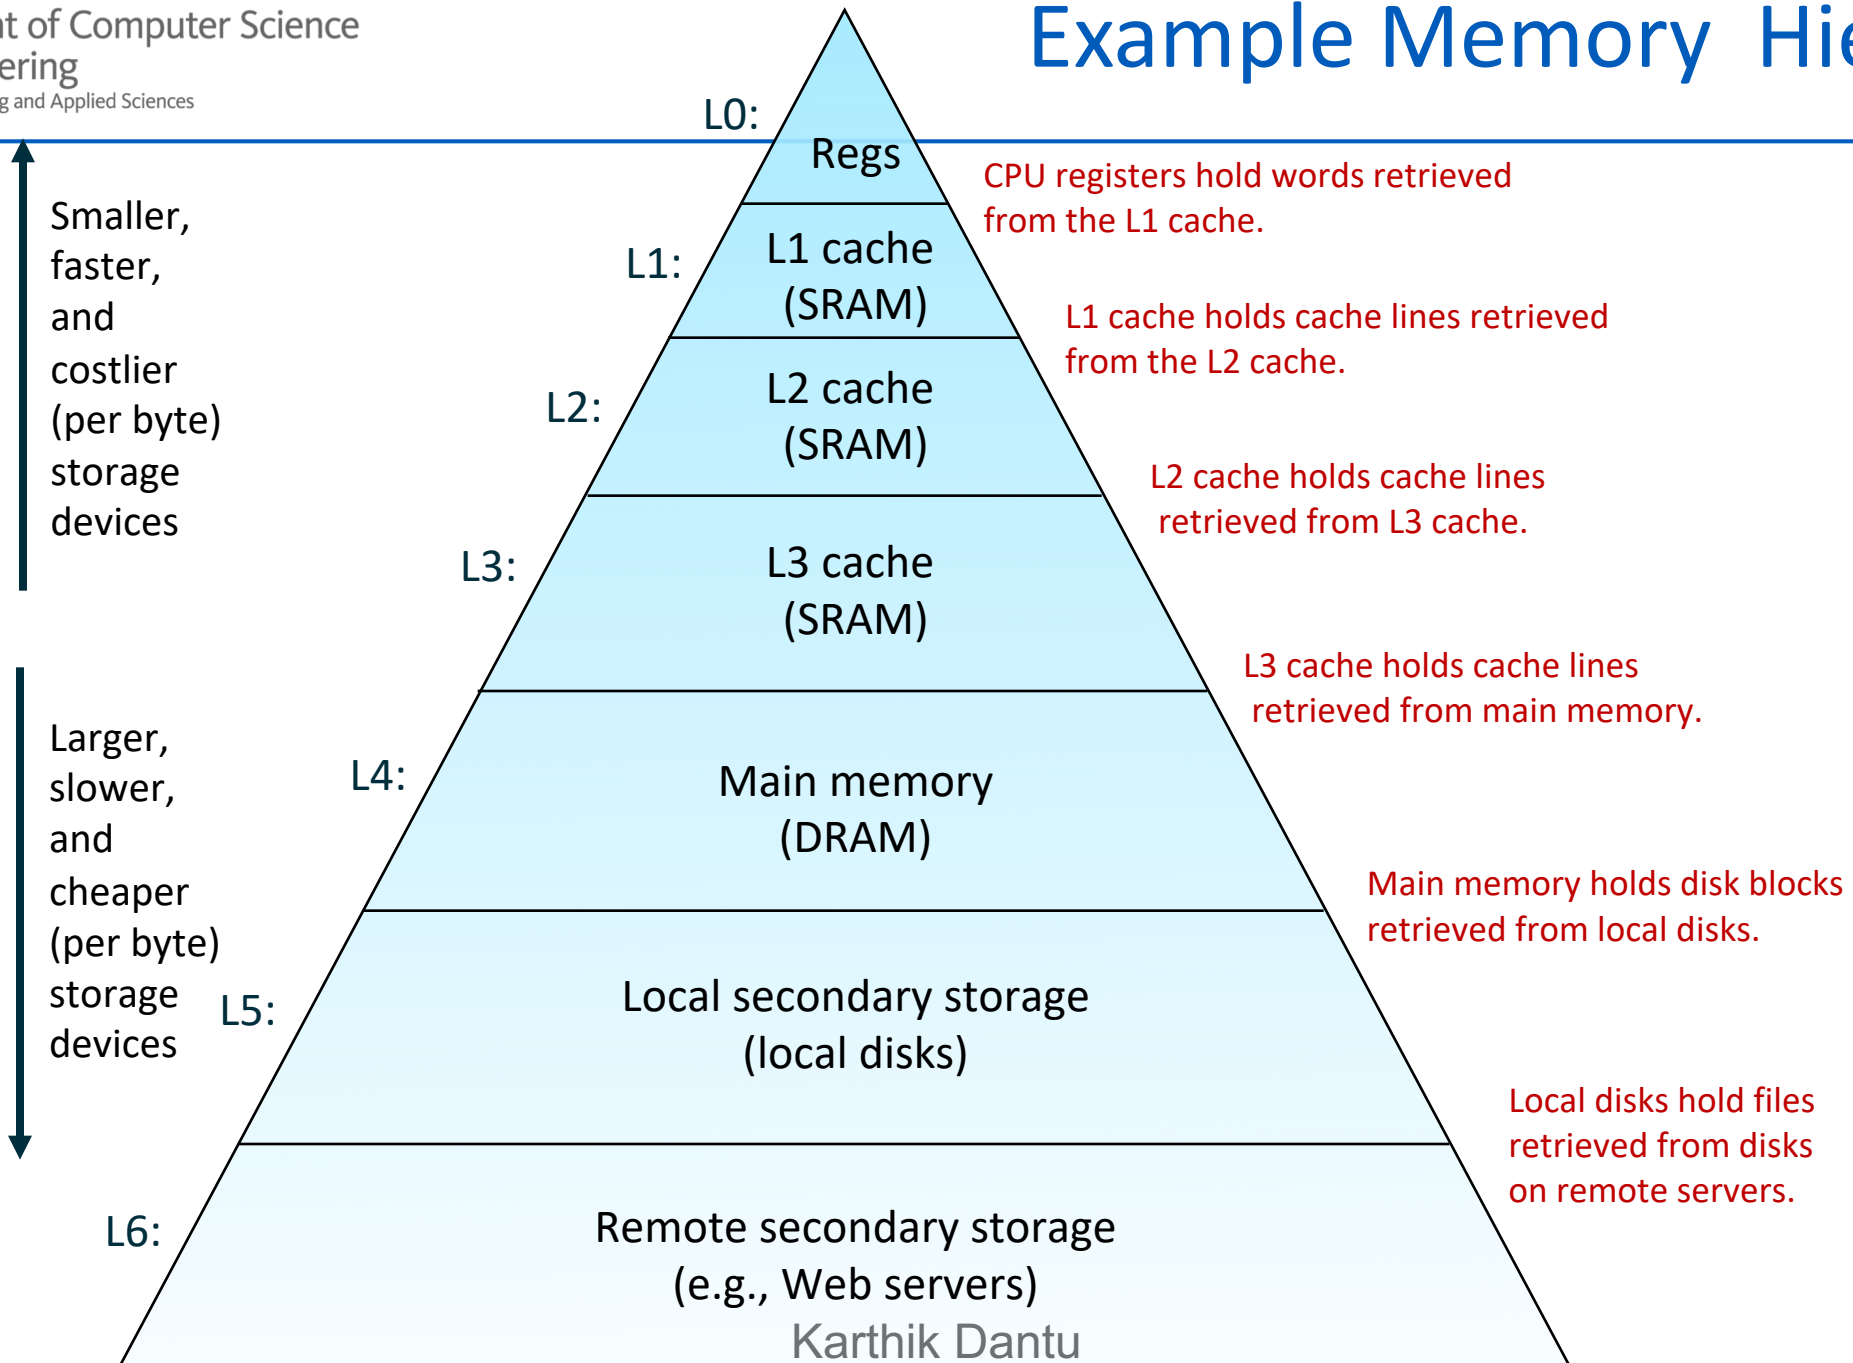 t of Computer Science
ering
g and Applied Sciences
Example Memory Hie
L0:
Regs
CPU registers hold words retrieved
from the L1 cache.
Smaller,
faster,
and
costlier
(per byte)
storage
devices
L1:
L1 cache
(SRAM)
L1 cache holds cache lines retrieved
from the L2 cache.
L2:
L2 cache
(SRAM)
L2 cache holds cache lines
retrieved from L3 cache.
L3:
L3 cache
(SRAM)
L3 cache holds cache lines
retrieved from main memory.
Larger,
slower,
and
cheaper
(per byte)
storage
devices
L4:
Main memory
(DRAM)
Main memory holds disk blocks
retrieved from local disks.
L5:
Local secondary storage
(local disks)
Local disks hold files
retrieved from disks
on remote servers.
L6:
Remote secondary storage
(e.g., Web servers)
Karthik Dantu